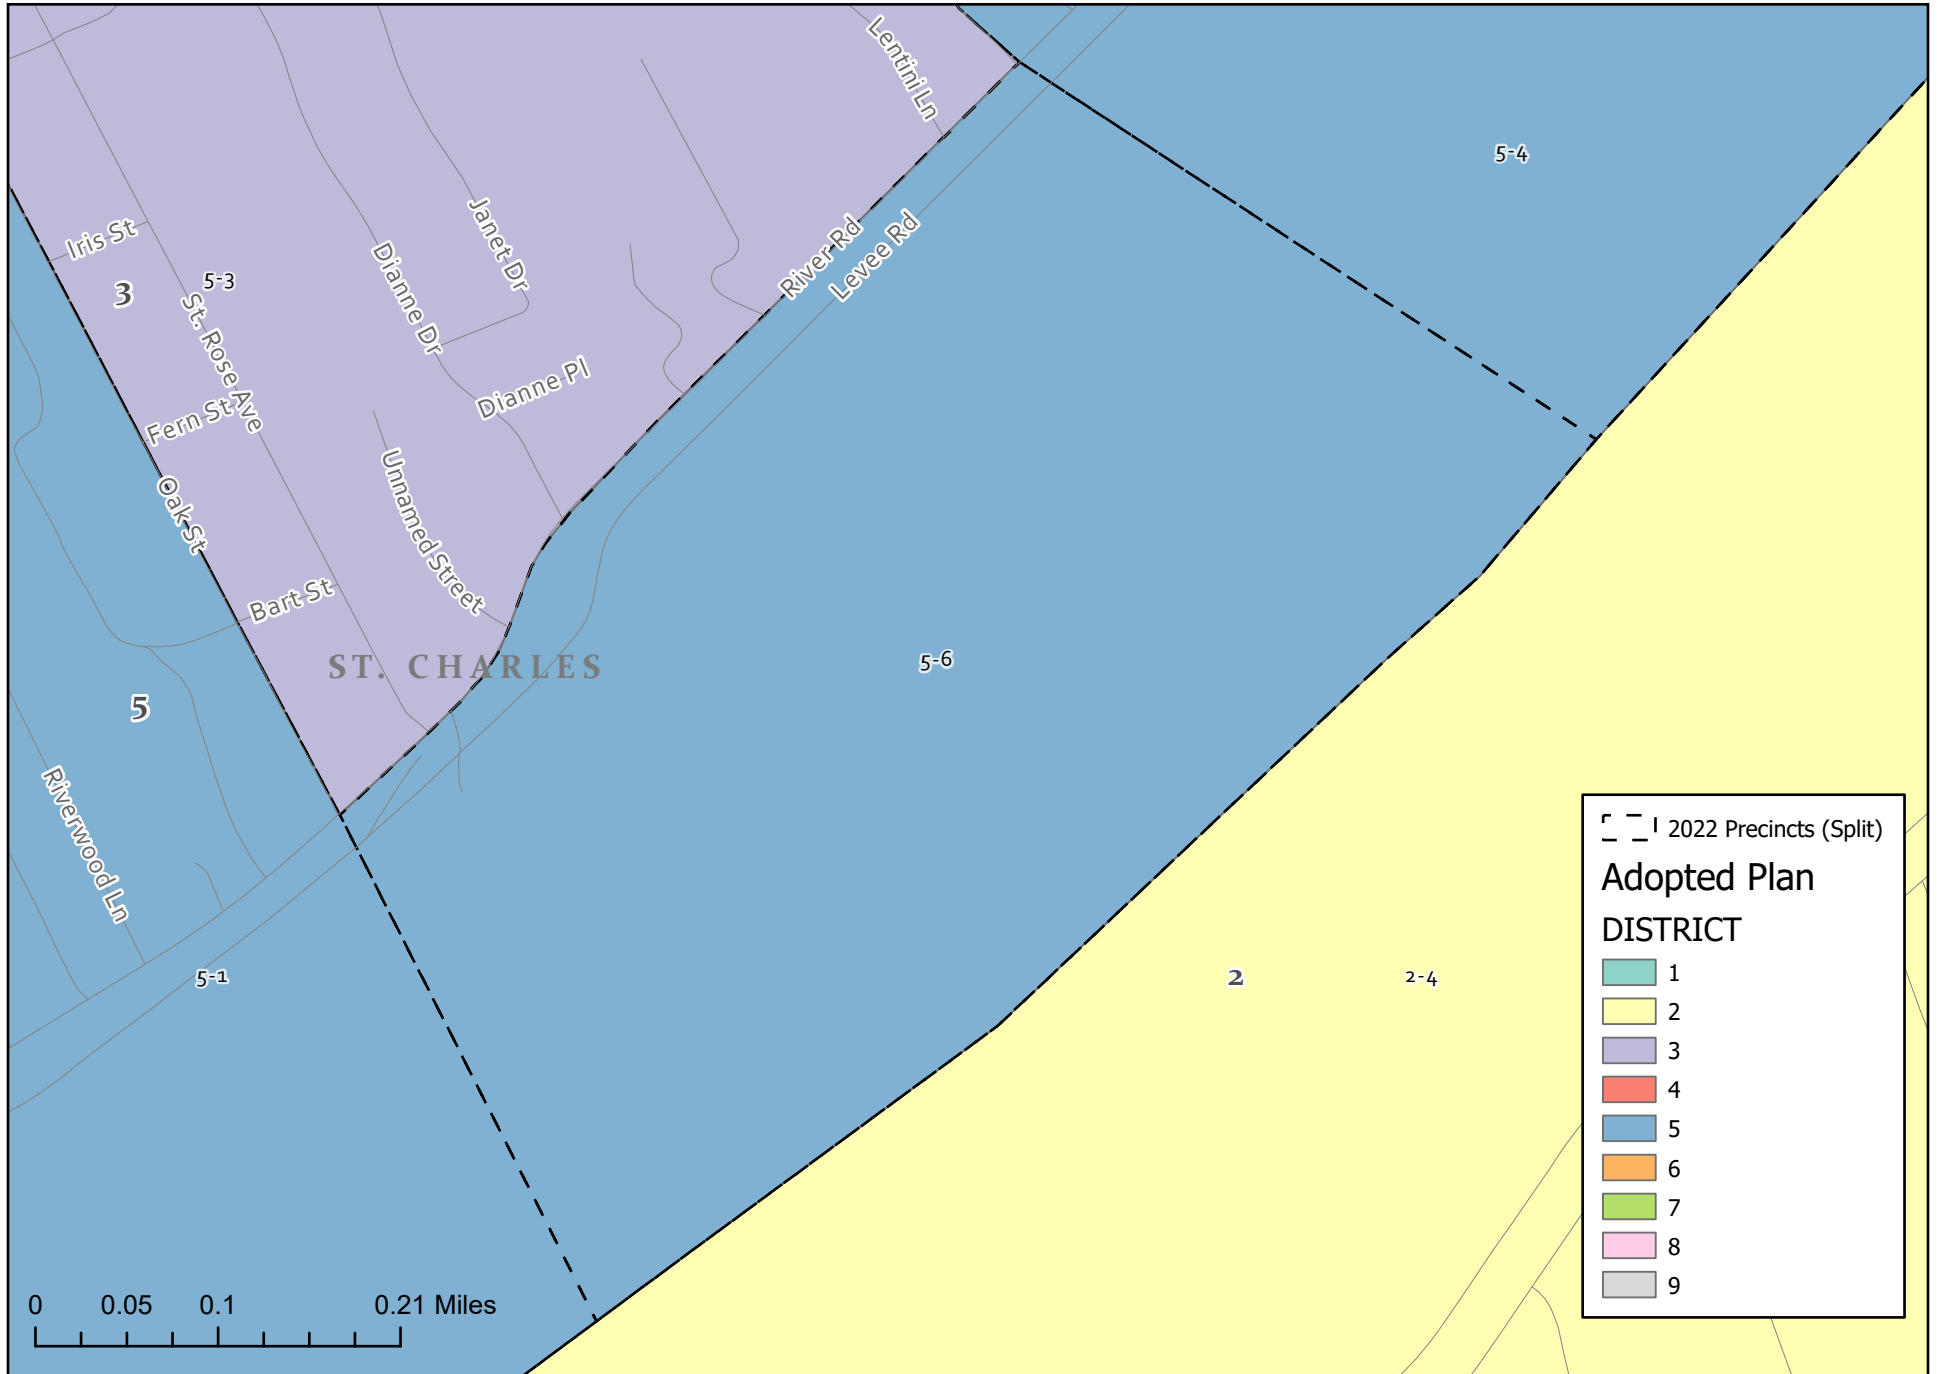 Lentini Ln
5-4
Iris St
Janet Dr
River Rd
Levee Rd
5-3
3
Dianne Dr
St. Rose Ave
Dianne Pl
Fern St
Oak St
Unnamed Street
Bart St
ST. CHARLES
5-6
5
Riverwood Ln
5-1
2
2-4
2022 Precincts (Split)
Adopted Plan
DISTRICT
1
2
3
4
5
6
7
8
9
0 0.05 0.1 0.21 Miles